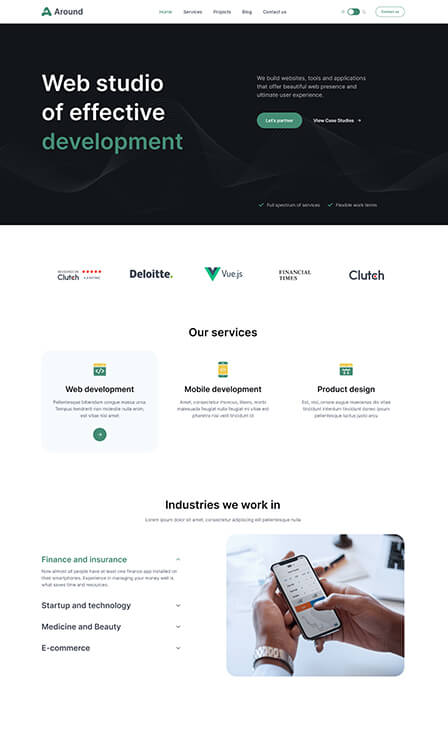 Around
Home Services Projects Blog Contact us
Contact us
Web studio
of effective
development
We build websites, tools and applications
that offer beautiful web presence and
ultimate user experience.
Let's partner View Case Studies
Full spectrum of services Flexible work terms
REVIEWED ON
Clutch
Deloitte.
Vue.js
FINANCIAL
TIMES
Clutch
Our services
Web development
Pellentesque bibendum congue massa urna.
Tempus hendrerit non molestie nulla enim,
est vitae nisl amet.
Mobile development
Amet, consectetur rhoncus, libero, morbi
malesuada feugiat nulla feugiat mi vitae est
pharetra nisi velit tincidunt id.
Product design
Est, nisl, ornare augue maecenas dis vitae
tincidunt interdum tincidunt donec ipsum
pellentesque luctus justo arcu.
Industries we work in
Lorem ipsum dolor sit amet, consectetur adipiscing elit pellentesque nulla
Finance and insurance
Now almost all people have at least one finance app installed on
their smartphones. Experience in managing your money well is
what saves time and resources.
Startup and technology
Medicine and Beauty
E-commerce